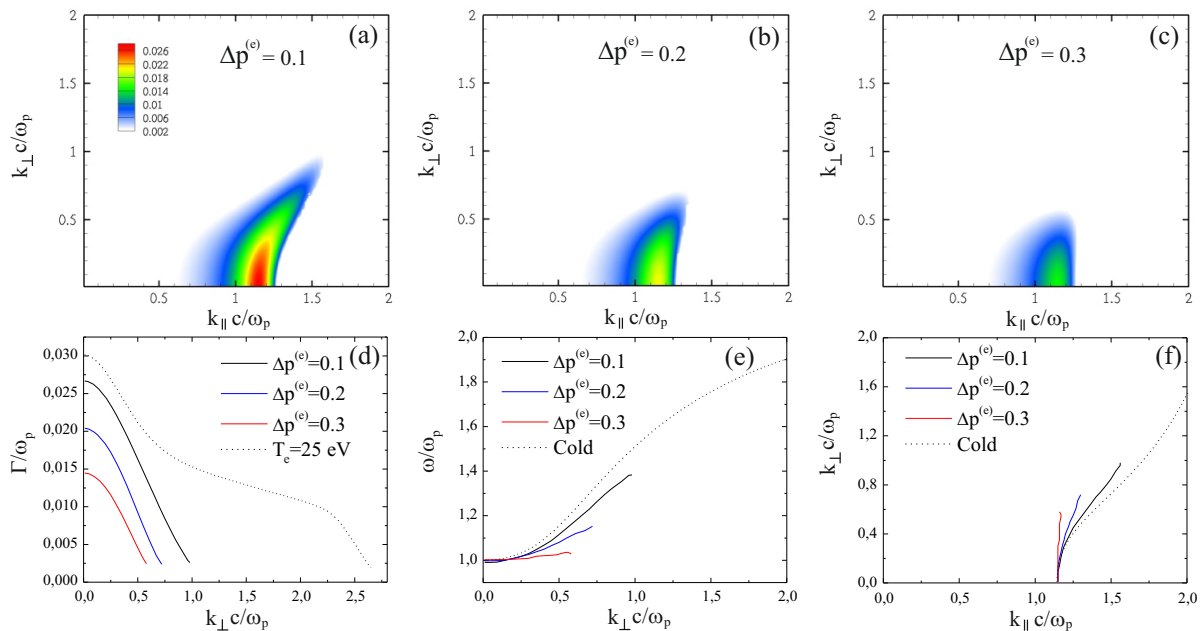 (a)
Δp(e) = 0.1
0.026
0.022
0.018
0.014
0.01
0.006
0.002
2
1.5
1
0.5
k⊥c/ωp
0.5
1
1.5
2
k∥c/ωp
(b)
Δp(e) = 0.2
2
1.5
1
0.5
k⊥c/ωp
0.5
1
1.5
2
k∥c/ωp
(c)
Δp(e) = 0.3
2
1.5
1
0.5
k⊥c/ωp
0.5
1
1.5
2
k∥c/ωp
(d)
Δp(e)=0.1
Δp(e)=0.2
Δp(e)=0.3
Te=25 eV
0,030
0,025
0,020
0,015
0,010
0,005
0,000
Γ/ωp
0,0
0,5
1,0
1,5
2,0
2,5
k⊥c/ωp
(e)
Δp(e)=0.1
Δp(e)=0.2
Δp(e)=0.3
Cold
2,0
1,8
1,6
1,4
1,2
1,0
ω/ωp
0,0
0,5
1,0
1,5
2,0
k⊥c/ωp
(f)
Δp(e)=0.1
Δp(e)=0.2
Δp(e)=0.3
Cold
2,0
1,6
1,2
0,8
0,4
0,0
k⊥c/ωp
0,0
0,5
1,0
1,5
2,0
k∥c/ωp